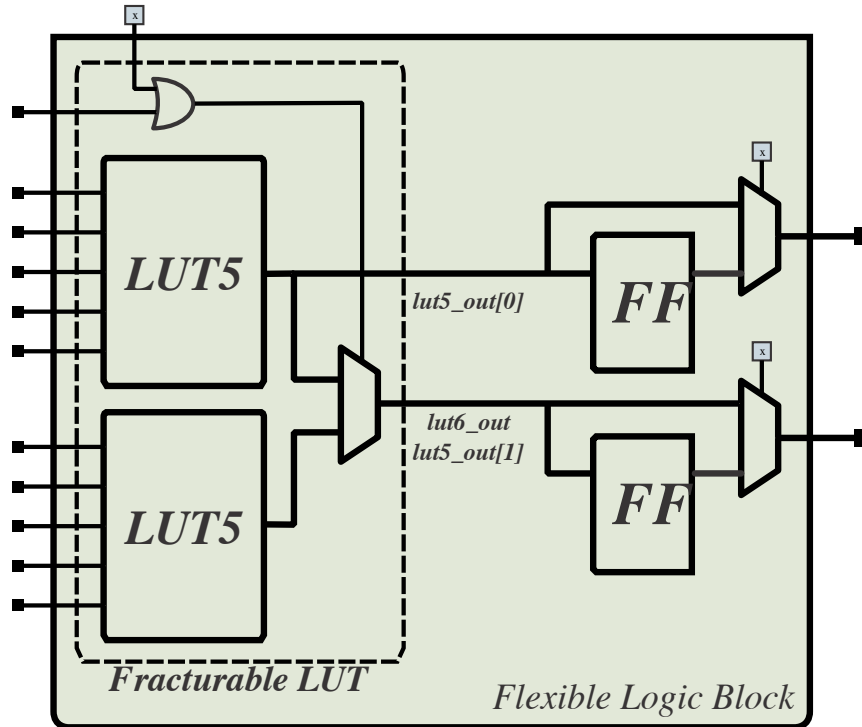 x
x
LUT5
FF
lut5_out[0]
x
lut6_out
lut5_out[1]
FF
LUT5
Fracturable LUT
Flexible Logic Block